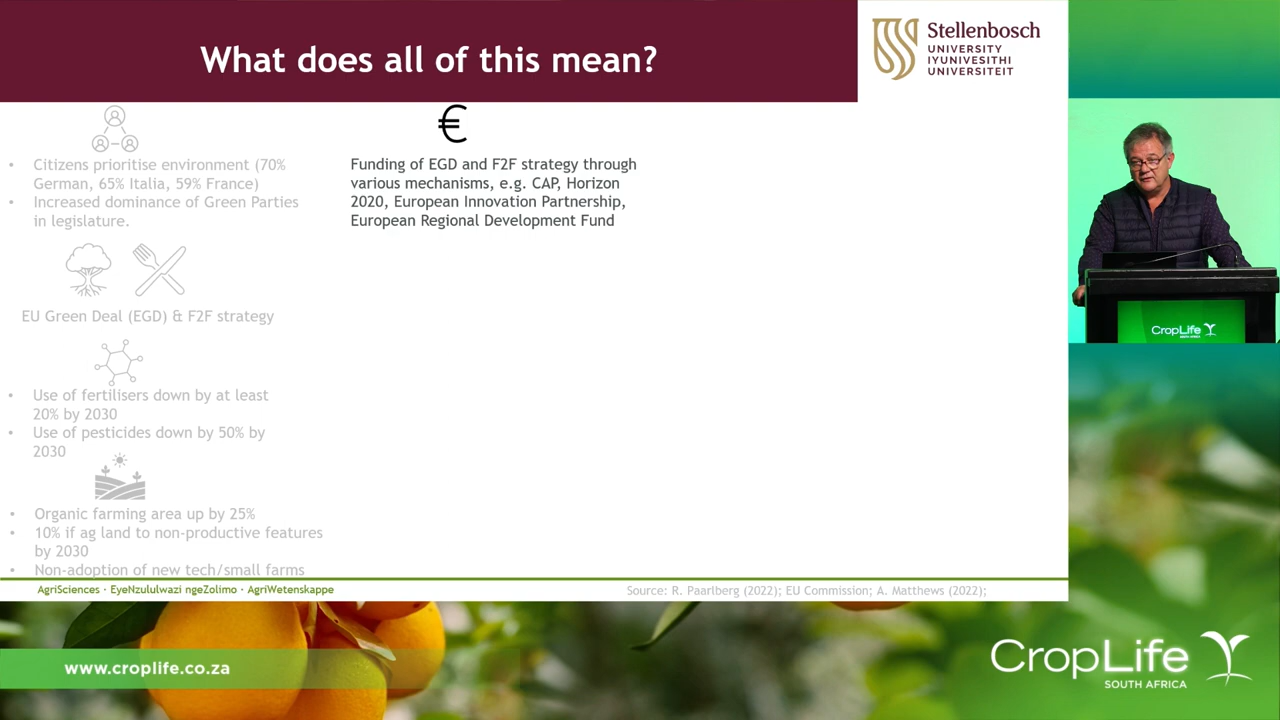 What does all of this mean?
Stellenbosch
UNIVERSITY
IYUNIVESITHI
UNIVERSITEIT
• Citizens prioritise environment (70%
German, 65% Italia, 59% France)
• Increased dominance of Green Parties
in legislature.
EU Green Deal (EGD) & F2F strategy
• Use of fertilisers down by at least
20% by 2030
• Use of pesticides down by 50% by
2030
• Organic farming area up by 25%
• 10% if ag land to non-productive features
by 2030
• Non-adoption of new tech/small farms
€
Funding of EGD and F2F strategy through
various mechanisms, e.g. CAP, Horizon
2020, European Innovation Partnership,
European Regional Development Fund
AgriSciences · EyeNzululwazi ngeZolimo · AgriWetenskappe
Source: R. Paarlberg (2022); EU Commission; A. Matthews (2022);
CropLife
SOUTH AFRICA
www.croplife.co.za
CropLife
SOUTH AFRICA